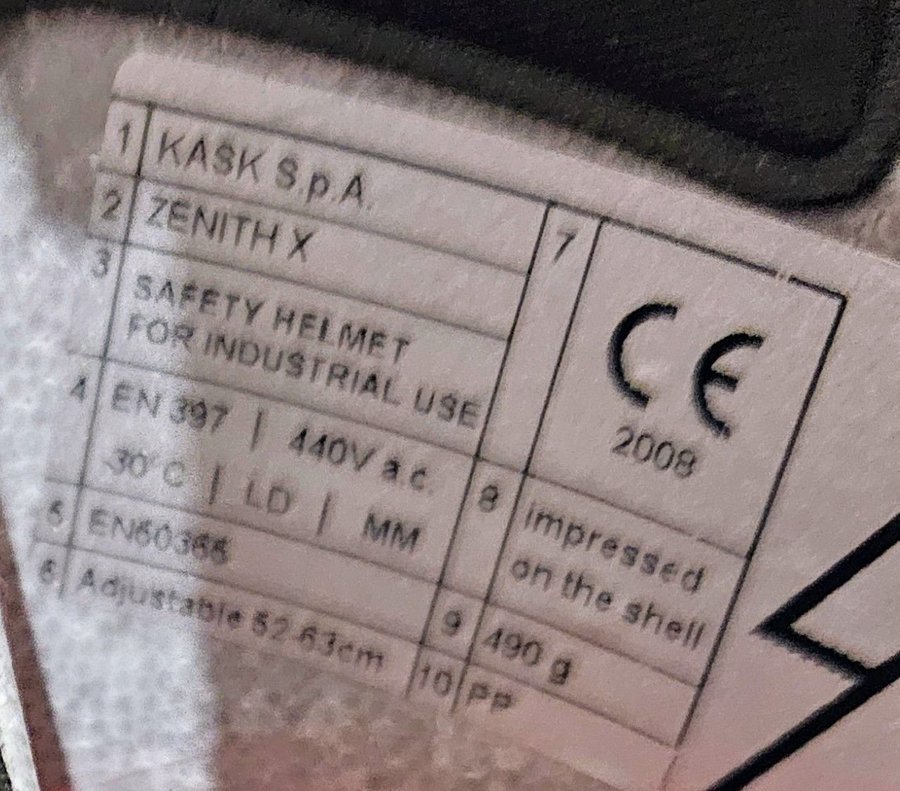 1 KASK S.p.A.
2 ZENITH X
3 SAFETY HELMET
FOR INDUSTRIAL USE
4 EN 397 | 440V a.c.
-30°C | LD | MM
5 EN50365
6 Adjustable 52-63cm
7 CE
2008
8 impressed
on the shell
9 490 g
10 PP